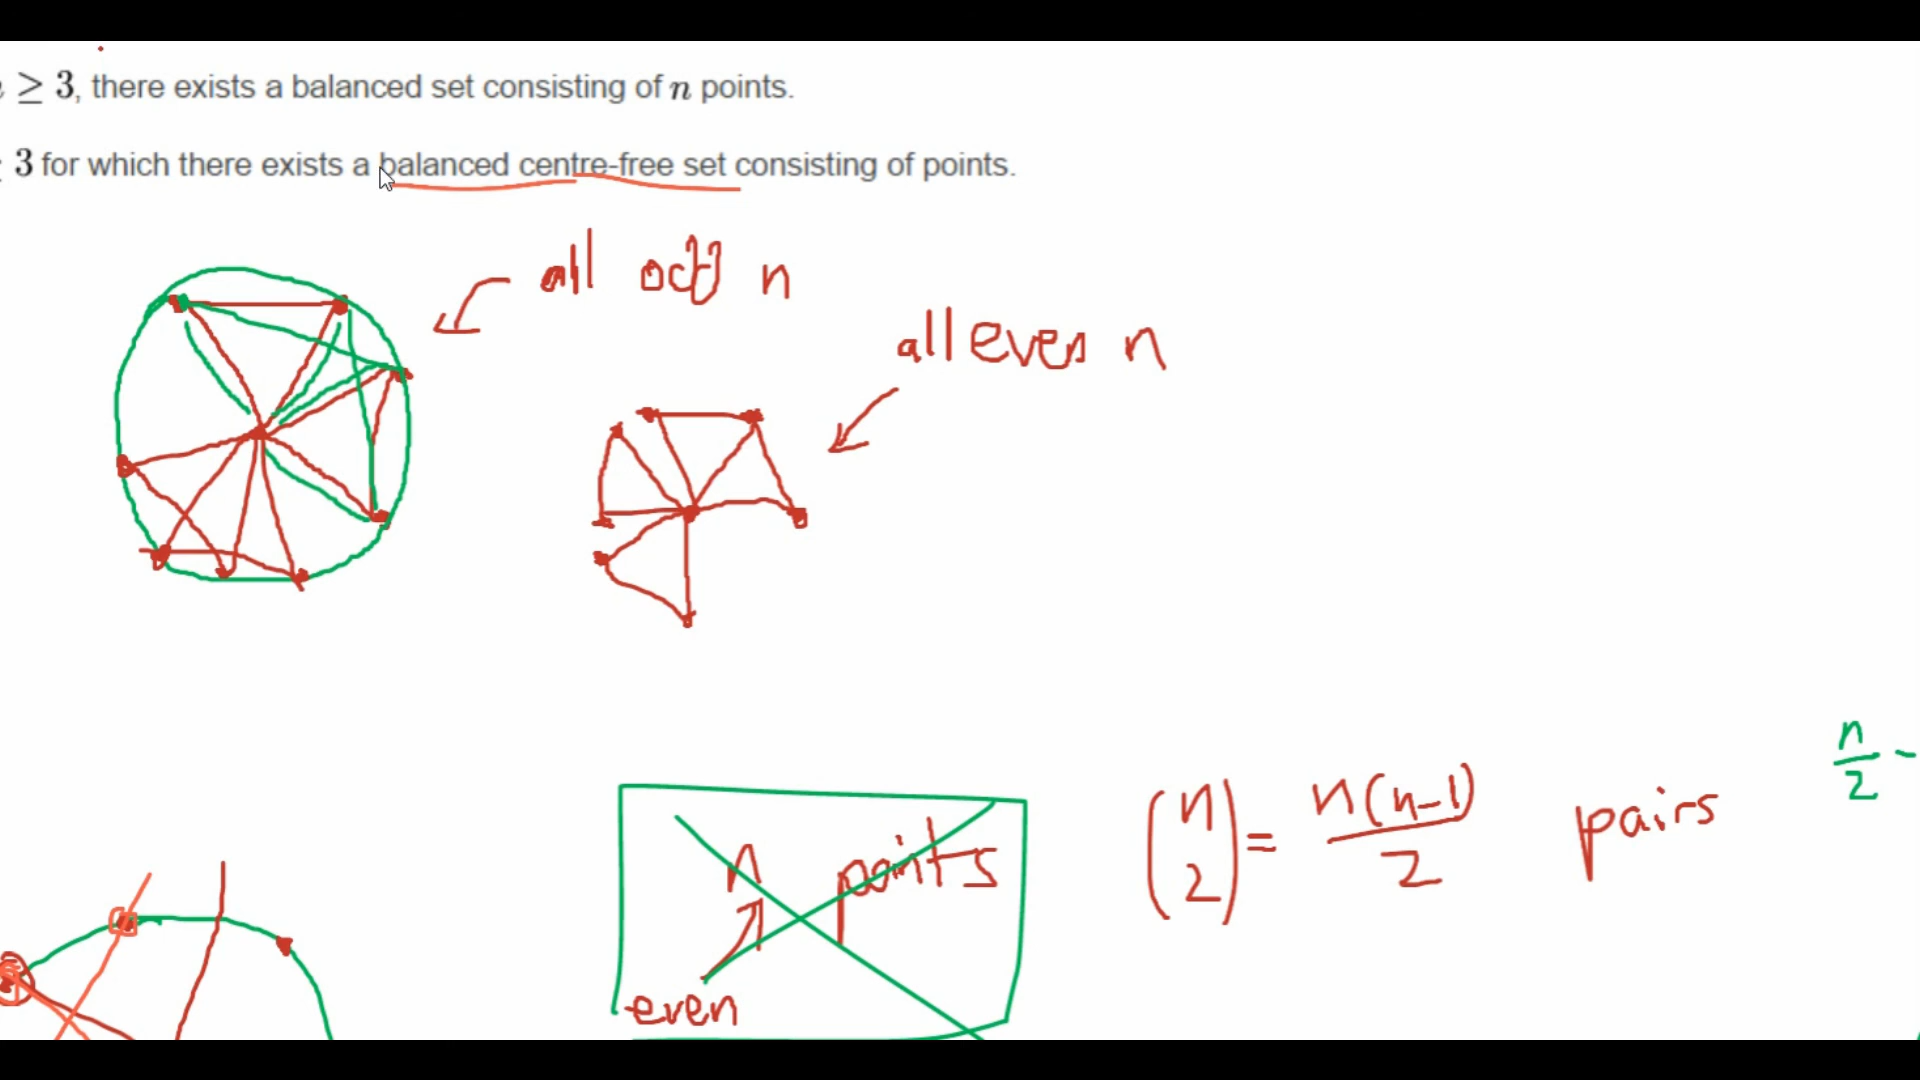 ≥ 3, there exists a balanced set consisting of n points.
3 for which there exists a balanced centre-free set consisting of points.
all odd n
all even n
n points
even
(n 2) = n(n-1)/2 pairs
n/2 -